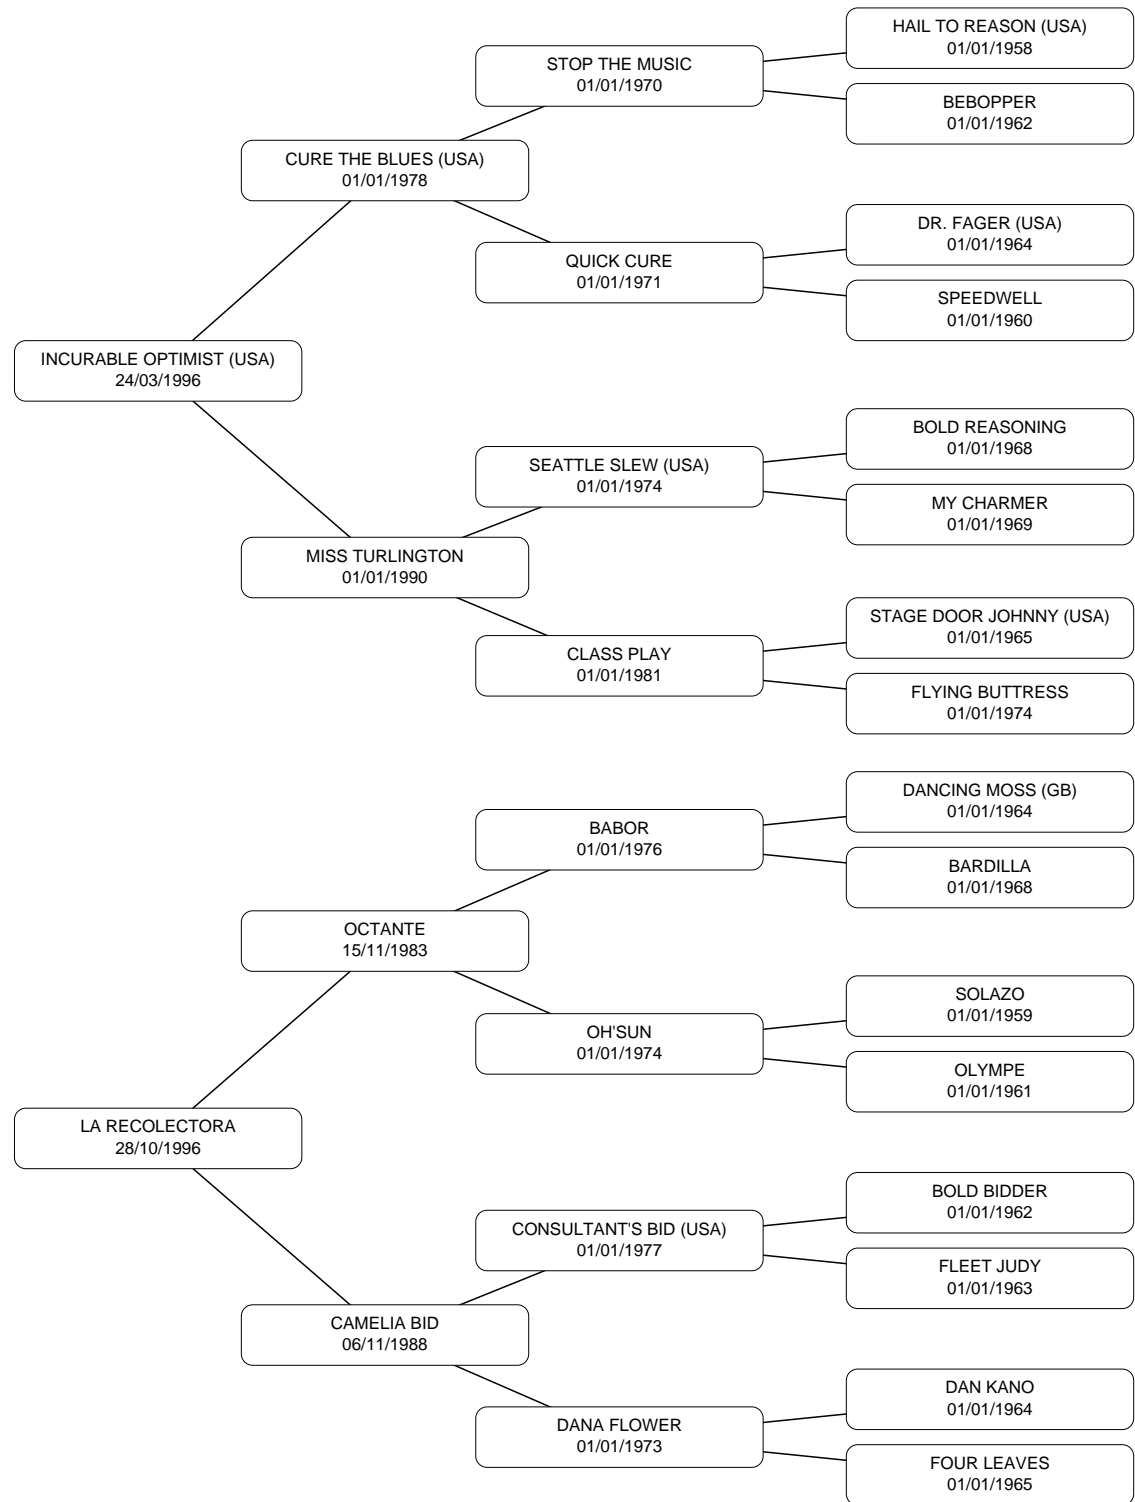 HAIL TO REASON (USA)
01/01/1958
STOP THE MUSIC
01/01/1970
BEBOPPER
01/01/1962
CURE THE BLUES (USA)
01/01/1978
DR. FAGER (USA)
01/01/1964
QUICK CURE
01/01/1971
SPEEDWELL
01/01/1960
INCURABLE OPTIMIST (USA)
24/03/1996
BOLD REASONING
01/01/1968
SEATTLE SLEW (USA)
01/01/1974
MY CHARMER
01/01/1969
MISS TURLINGTON
01/01/1990
STAGE DOOR JOHNNY (USA)
01/01/1965
CLASS PLAY
01/01/1981
FLYING BUTTRESS
01/01/1974
DANCING MOSS (GB)
01/01/1964
BABOR
01/01/1976
BARDILLA
01/01/1968
OCTANTE
15/11/1983
SOLAZO
01/01/1959
OH'SUN
01/01/1974
OLYMPE
01/01/1961
LA RECOLECTORA
28/10/1996
BOLD BIDDER
01/01/1962
CONSULTANT'S BID (USA)
01/01/1977
FLEET JUDY
01/01/1963
CAMELIA BID
06/11/1988
DAN KANO
01/01/1964
DANA FLOWER
01/01/1973
FOUR LEAVES
01/01/1965